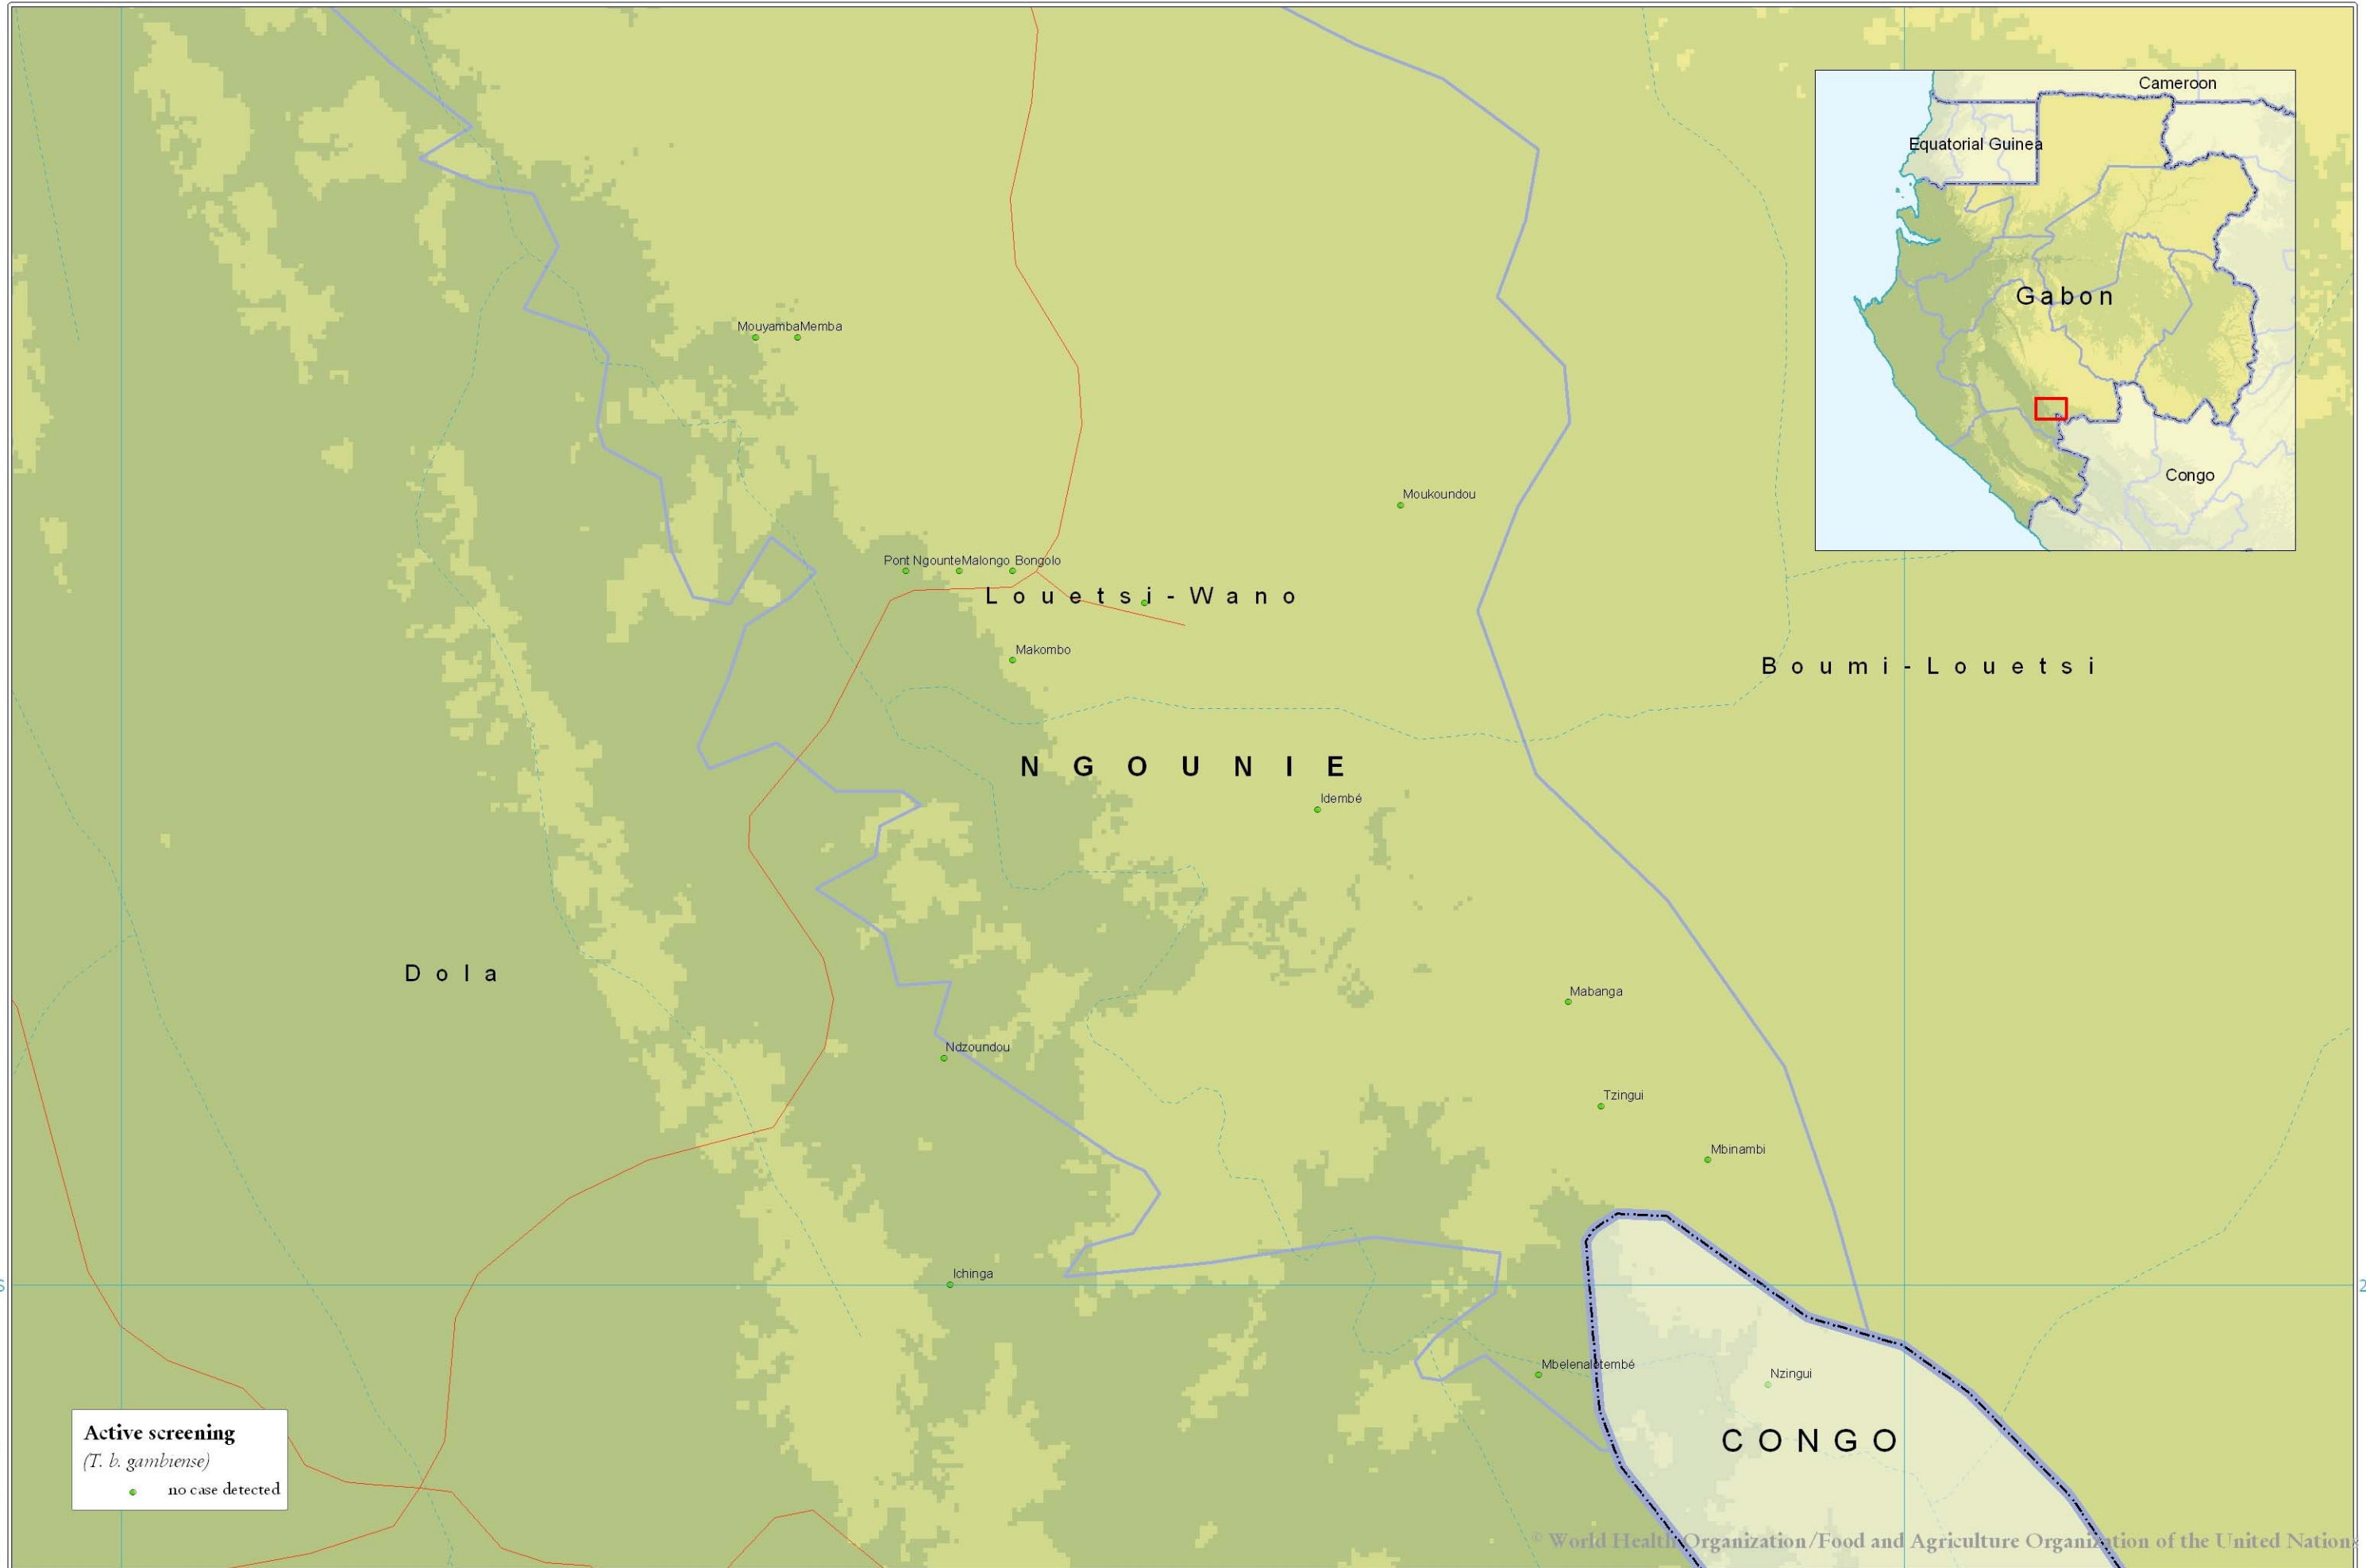 Cameroon
Equatorial Guinea
Gabon
Congo
MouyambaMemba
Moukoundou
Pont NgounteMalongo Bongolo
Louetsi-Wano
Makombo
Boumi-Louetsi
NGOUNIE
Idembé
Dola
Mabanga
Ndzoundou
Tzingui
Mbinambi
Ichinga
Mbelenaletembé
Nzingui
CONGO
Active screening
(T. b. gambiense)
no case detected
© World Health Organization/Food and Agriculture Organization of the United Nation